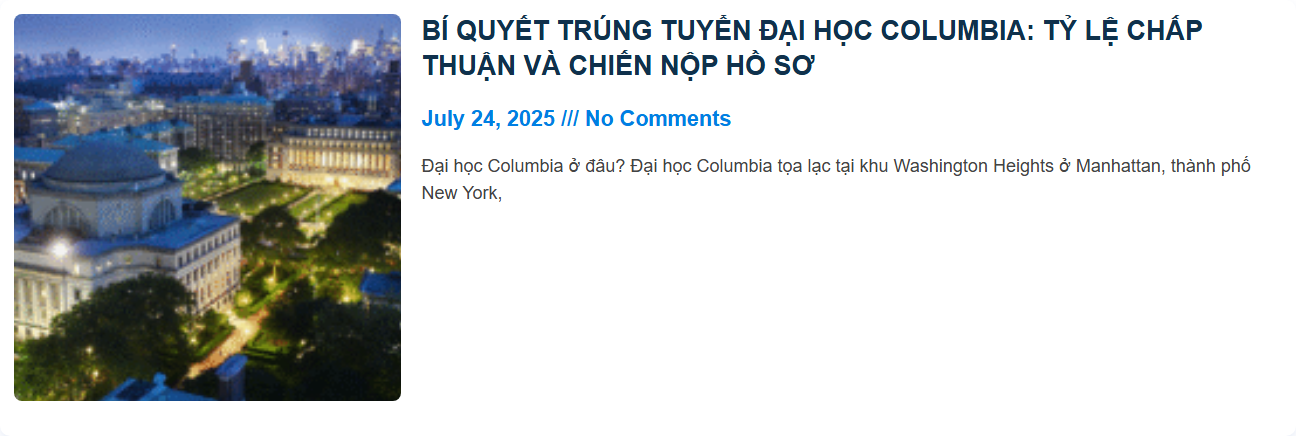 BÍ QUYẾT TRÚNG TUYỂN ĐẠI HỌC COLUMBIA: TỶ LỆ CHẤP
THUẬN VÀ CHIẾN NỘP HỒ SƠ
July 24, 2025 /// No Comments
Đại học Columbia ở đâu? Đại học Columbia tọa lạc tại khu Washington Heights ở Manhattan, thành phố
New York,